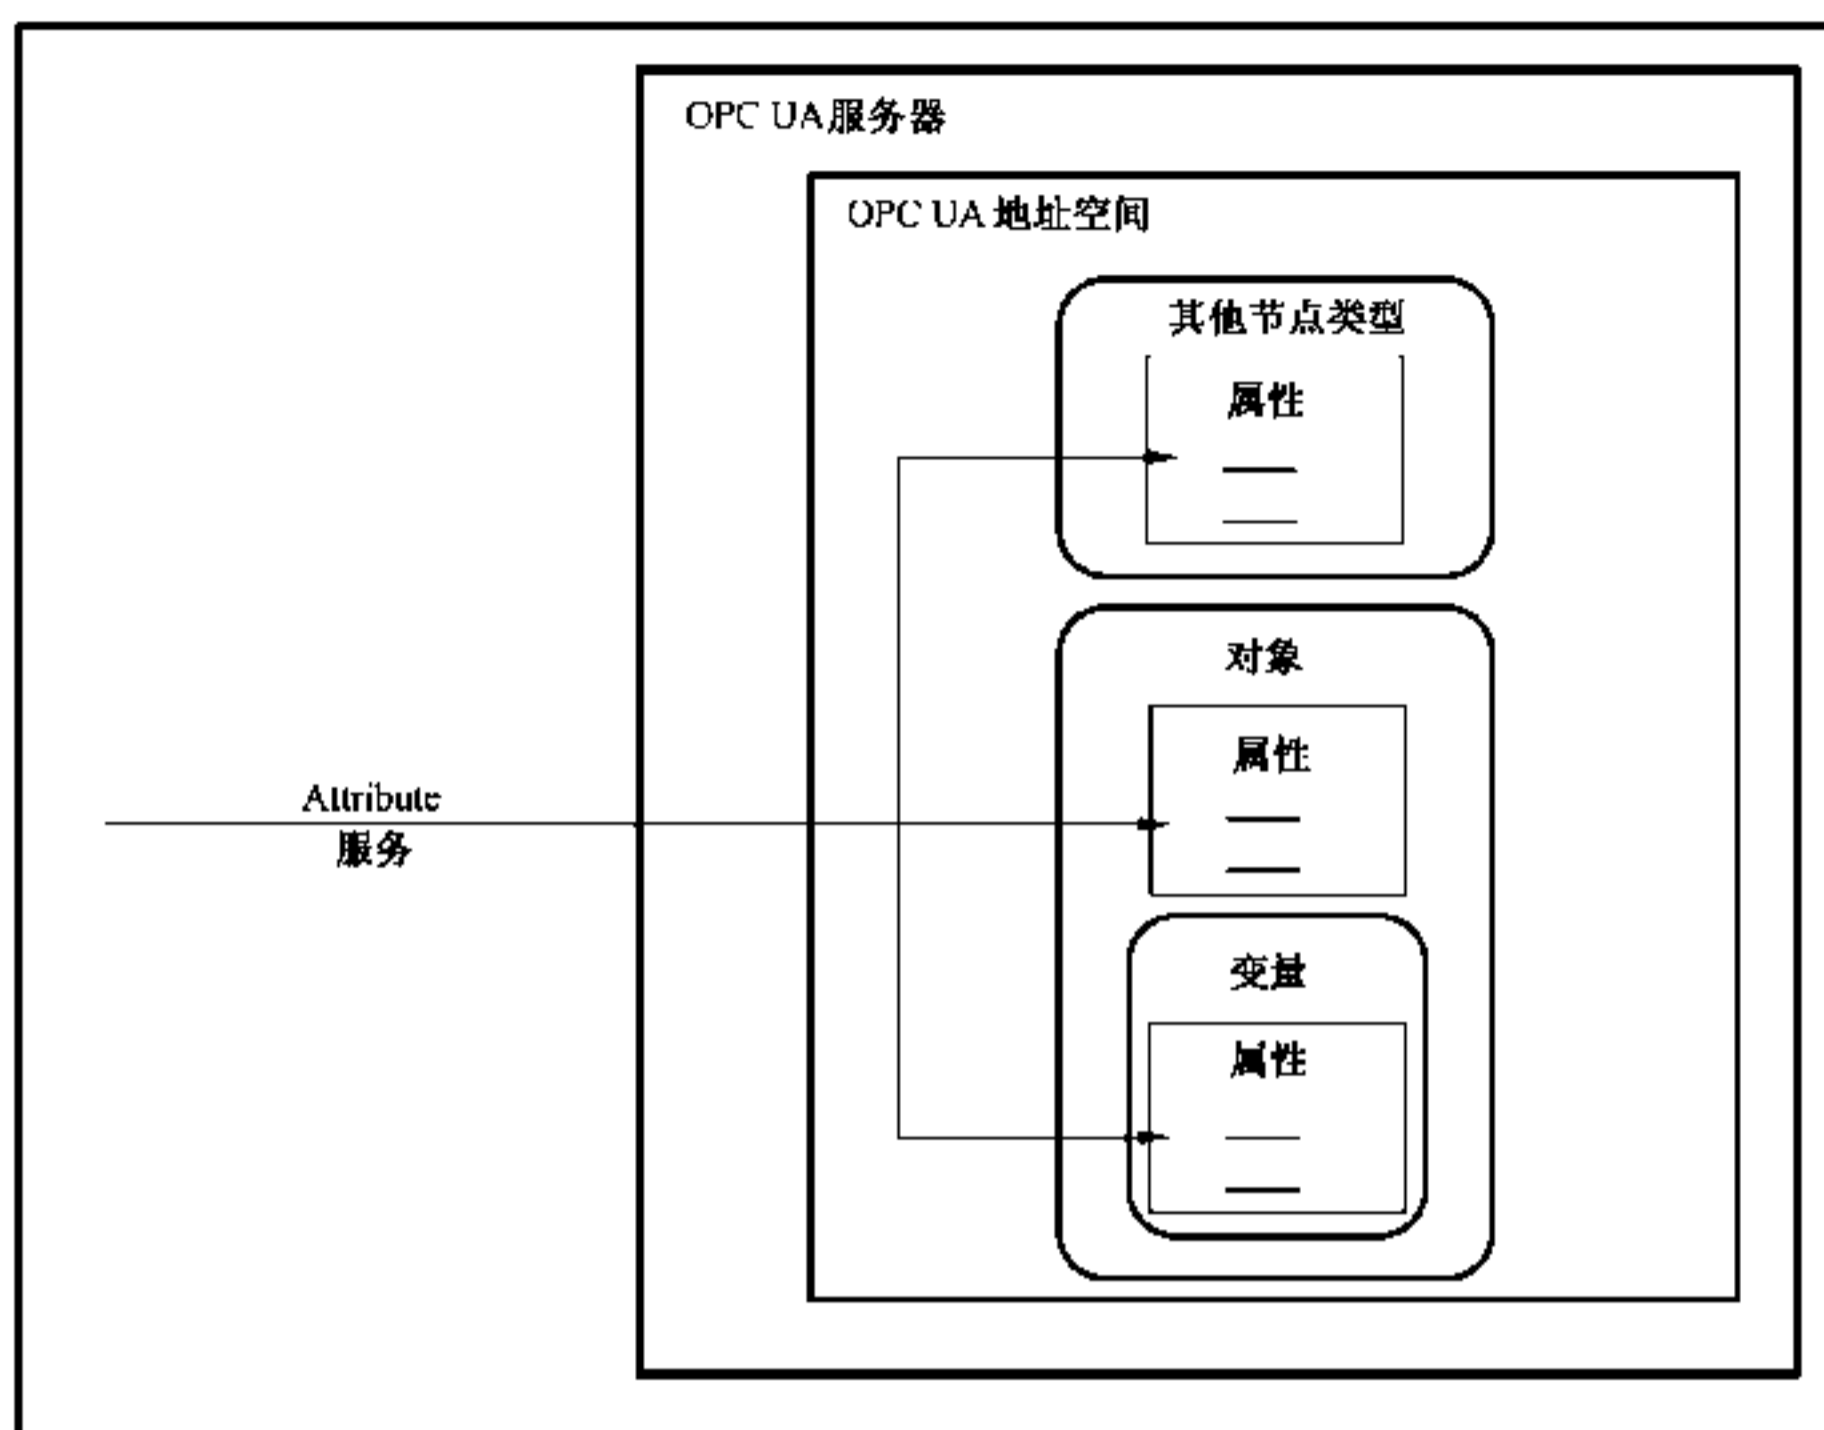 OPC UA服务器
OPC UA 地址空间
其他节点类型
属性
对象
属性
Attribute
服务
变量
属性